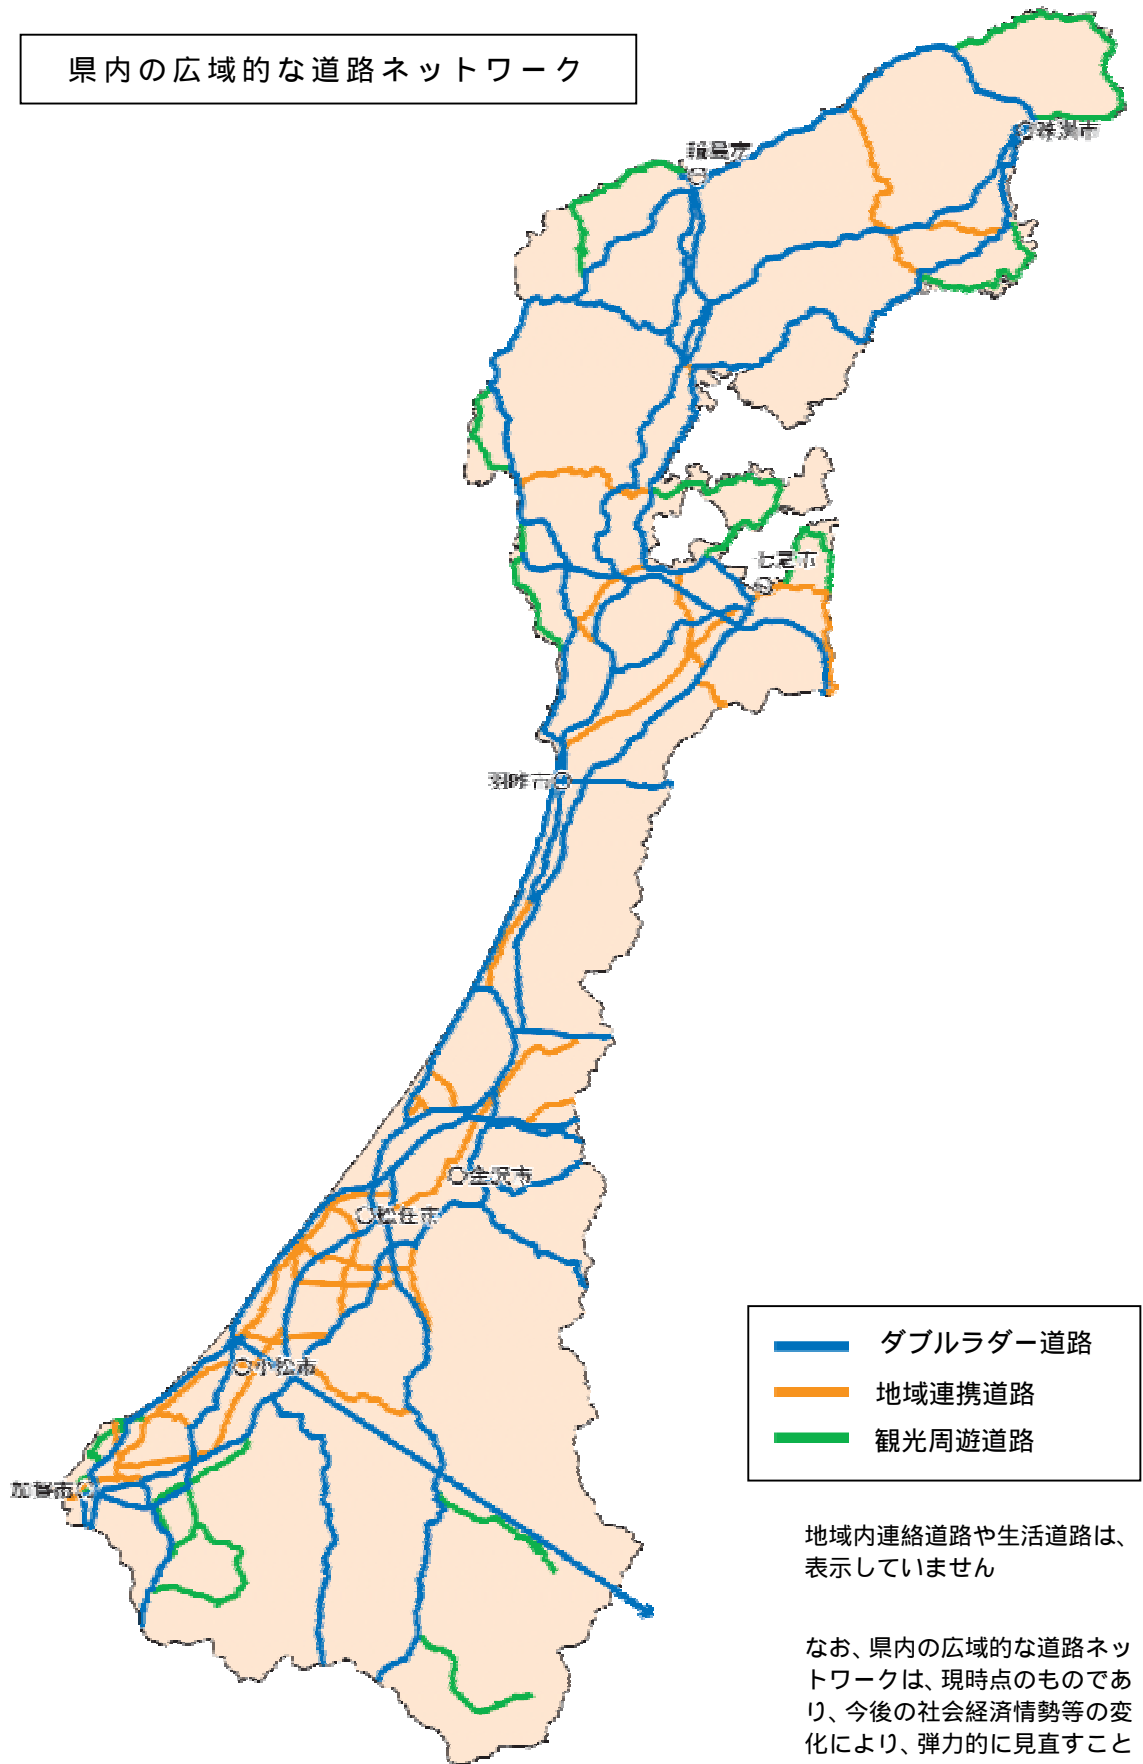 県内の広域的な道路ネットワーク
珠洲市
輪島市
七尾市
羽咋市
金沢市
松任市
小松市
加賀市
ダブルラダー道路
地域連携道路
観光周遊道路
地域内連絡道路や生活道路は、
表示していません
なお、県内の広域的な道路ネッ
トワークは、現時点のものであ
り、今後の社会経済情勢等の変
化により、弾力的に見直すこと